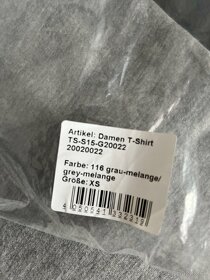 Artikel: Damen T-Shirt
TS-S15-G20022
20020022
Farbe: 116 grau-melange/
grey-melange
Größe: XS